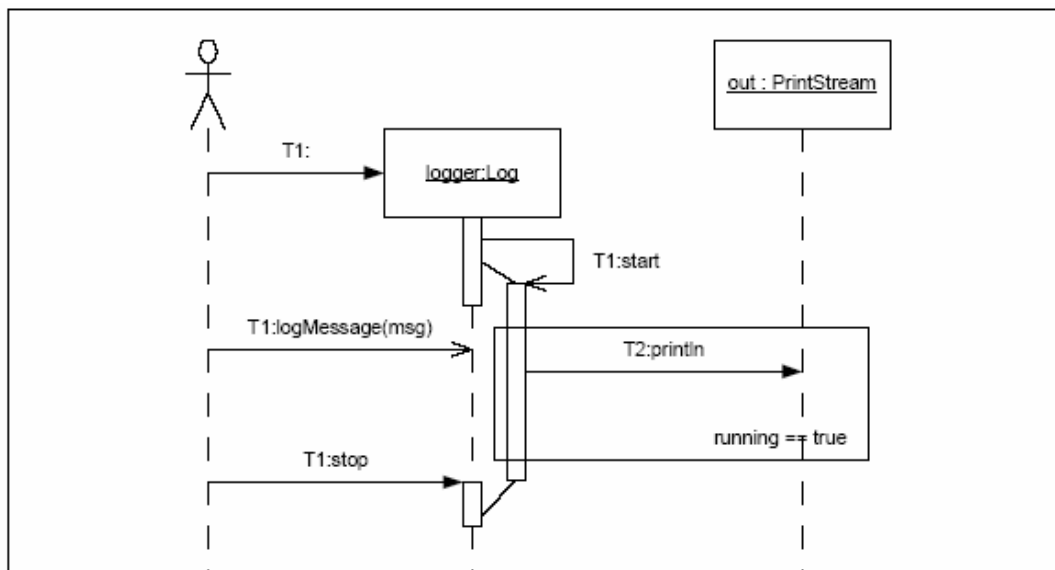 out : PrintStream
T1:
logger:Log
T1:start
T1:logMessage(msg)
T2:println
running == true
T1:stop